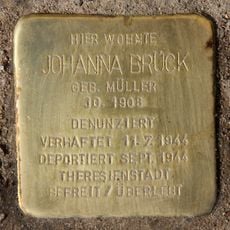 HIER WOHNTE
JOHANNA BRÜCK
GEB. MÜLLER
JG. 1908
DENUNZIERT
VERHAFTET 11.2.1944
DEPORTIERT SEPT. 1944
THERESIENSTADT
BEFREIT / ÜBERLEBT